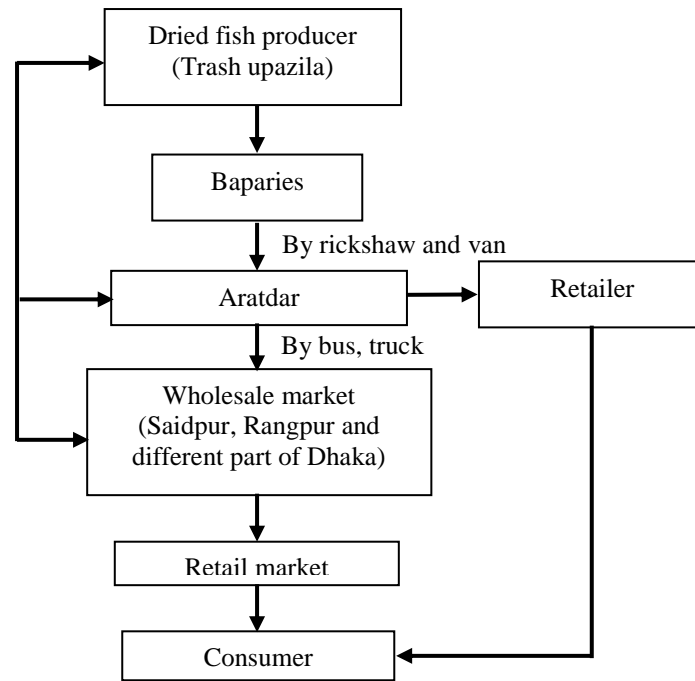 Dried fish producer
(Trash upazila)
Baparies
By rickshaw and van
Aratdar
Retailer
By bus, truck
Wholesale market
(Saidpur, Rangpur and
different part of Dhaka)
Retail market
Consumer